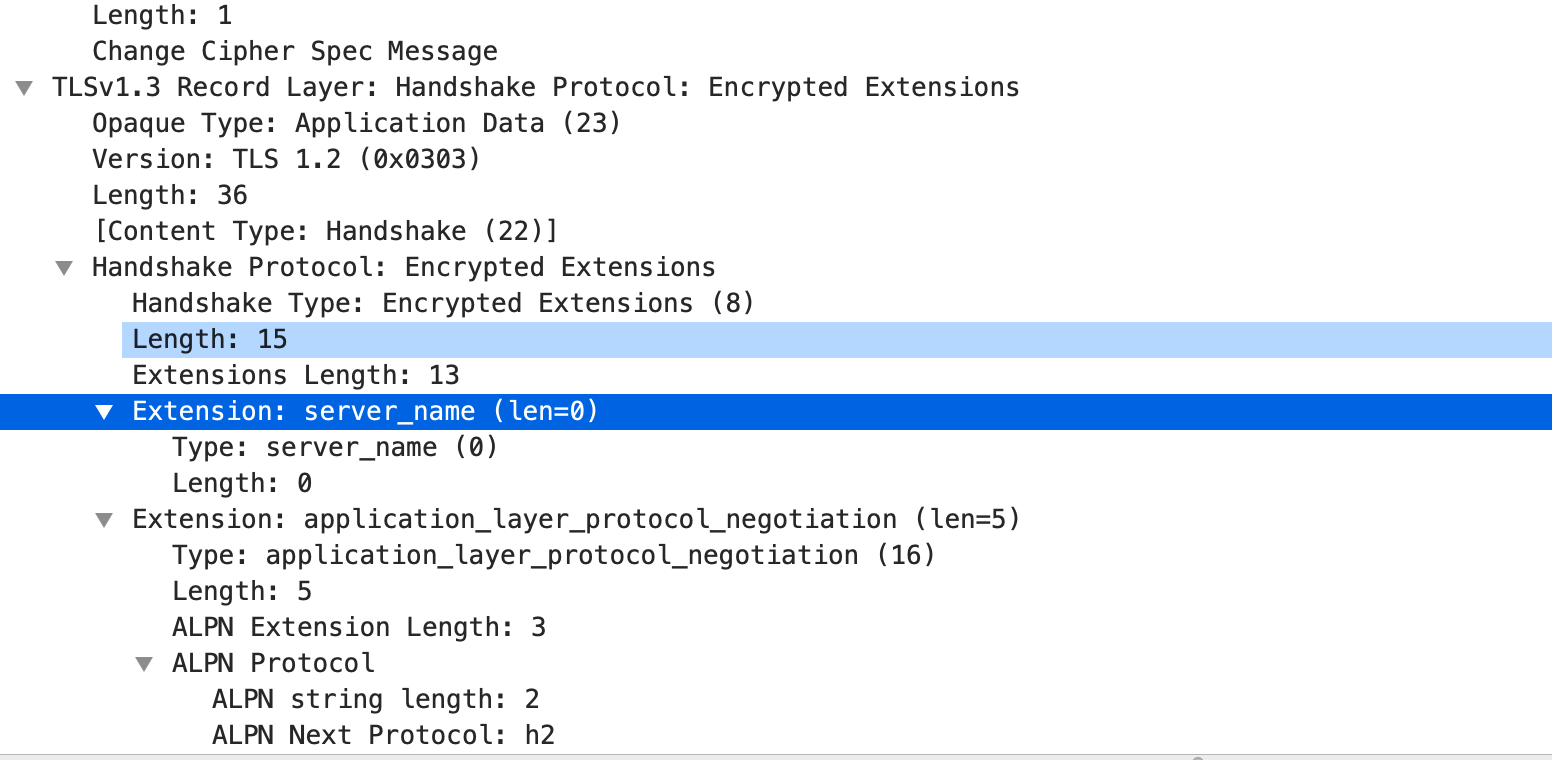 Length: 1
Change Cipher Spec Message
TLSv1.3 Record Layer: Handshake Protocol: Encrypted Extensions
Opaque Type: Application Data (23)
Version: TLS 1.2 (0x0303)
Length: 36
[Content Type: Handshake (22)]
Handshake Protocol: Encrypted Extensions
Handshake Type: Encrypted Extensions (8)
Length: 15
Extensions Length: 13
Extension: server_name (len=0)
Type: server_name (0)
Length: 0
Extension: application_layer_protocol_negotiation (len=5)
Type: application_layer_protocol_negotiation (16)
Length: 5
ALPN Extension Length: 3
ALPN Protocol
ALPN string length: 2
ALPN Next Protocol: h2